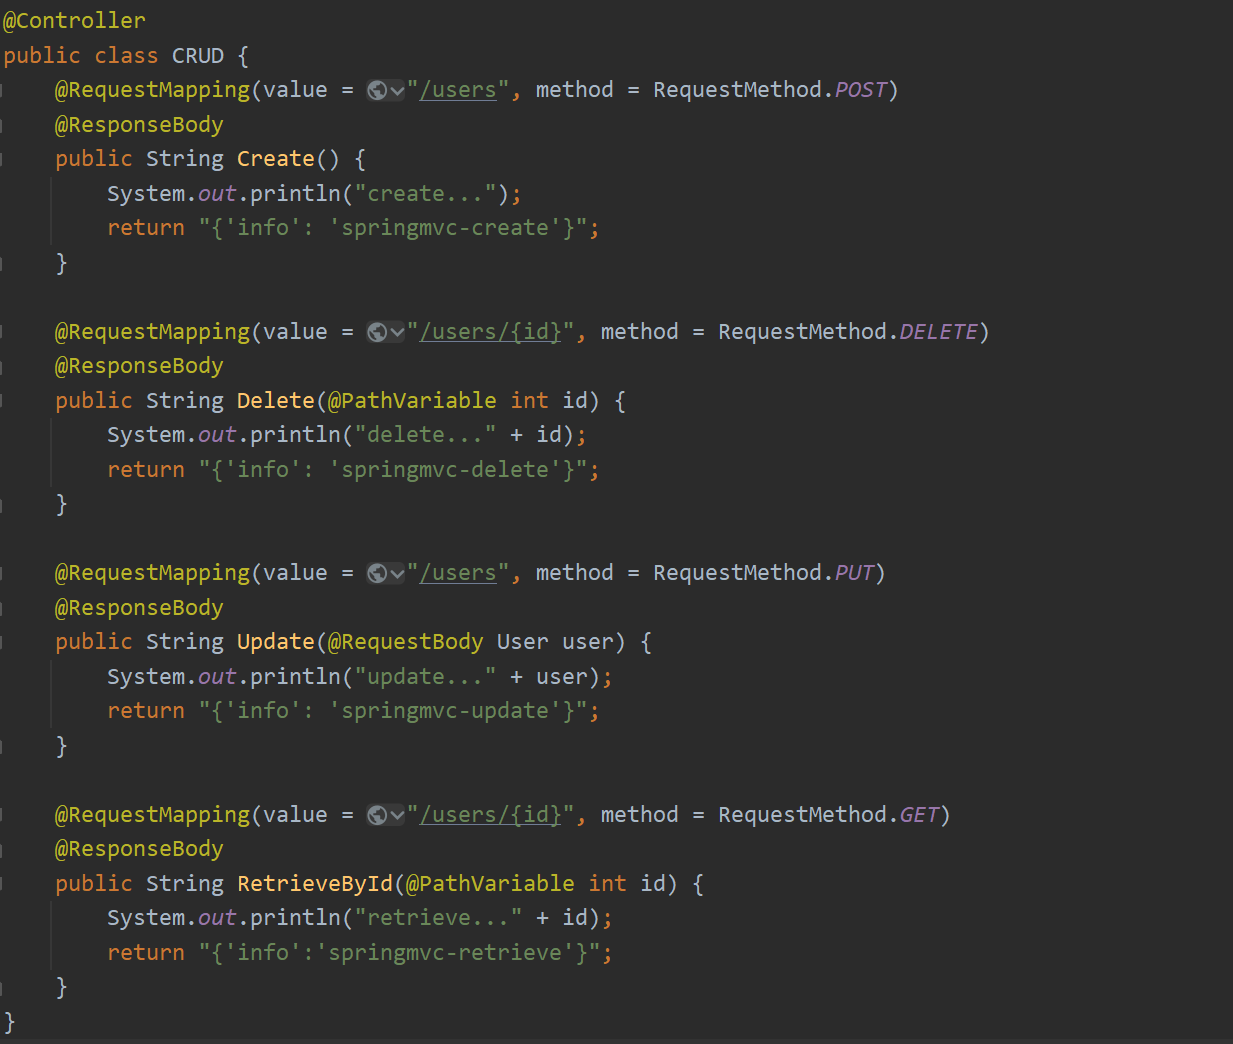 @Controller
public class CRUD {
    @RequestMapping(value = "/users", method = RequestMethod.POST)
    @ResponseBody
    public String Create() {
        System.out.println("create...");
        return "{'info': 'springmvc-create'}";
    }

    @RequestMapping(value = "/users/{id}", method = RequestMethod.DELETE)
    @ResponseBody
    public String Delete(@PathVariable int id) {
        System.out.println("delete..." + id);
        return "{'info': 'springmvc-delete'}";
    }

    @RequestMapping(value = "/users", method = RequestMethod.PUT)
    @ResponseBody
    public String Update(@RequestBody User user) {
        System.out.println("update..." + user);
        return "{'info': 'springmvc-update'}";
    }

    @RequestMapping(value = "/users/{id}", method = RequestMethod.GET)
    @ResponseBody
    public String RetrieveById(@PathVariable int id) {
        System.out.println("retrieve..." + id);
        return "{'info':'springmvc-retrieve'}";
    }
}